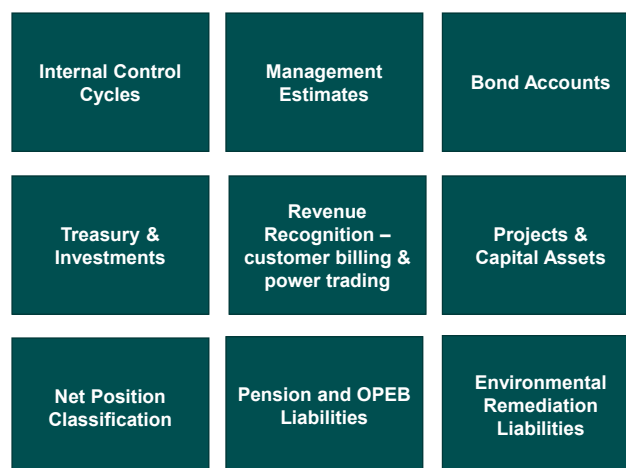 Internal Control
Cycles
Management
Estimates
Bond Accounts
Treasury &
Investments
Revenue
Recognition –
customer billing &
power trading
Projects &
Capital Assets
Net Position
Classification
Pension and OPEB
Liabilities
Environmental
Remediation
Liabilities